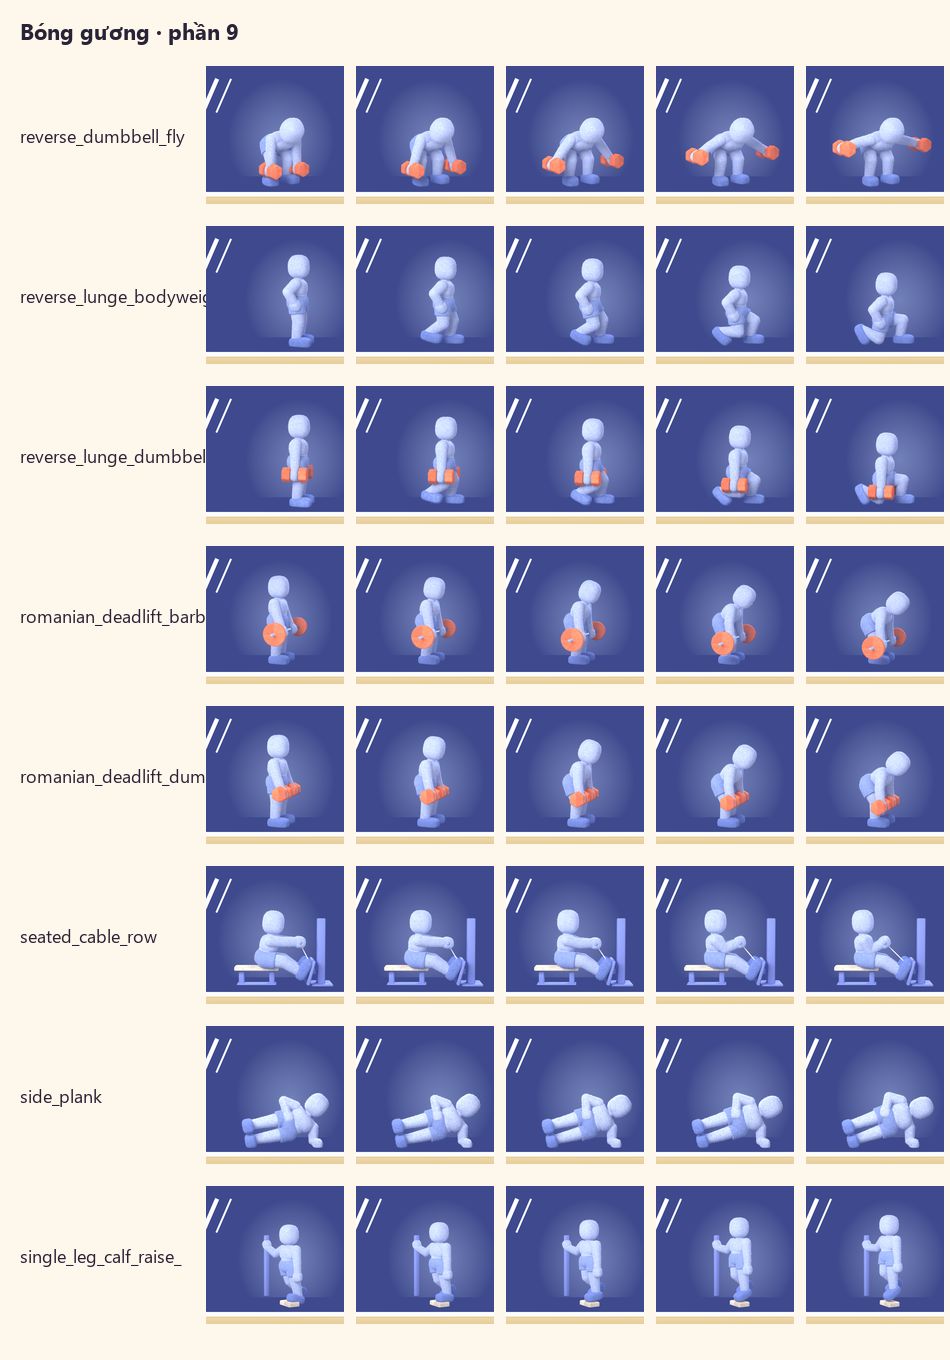 Bóng gương · phần 9
reverse_dumbbell_fly
reverse_lunge_bodyweig
reverse_lunge_dumbbel
romanian_deadlift_barb
romanian_deadlift_dum
seated_cable_row
side_plank
single_leg_calf_raise_